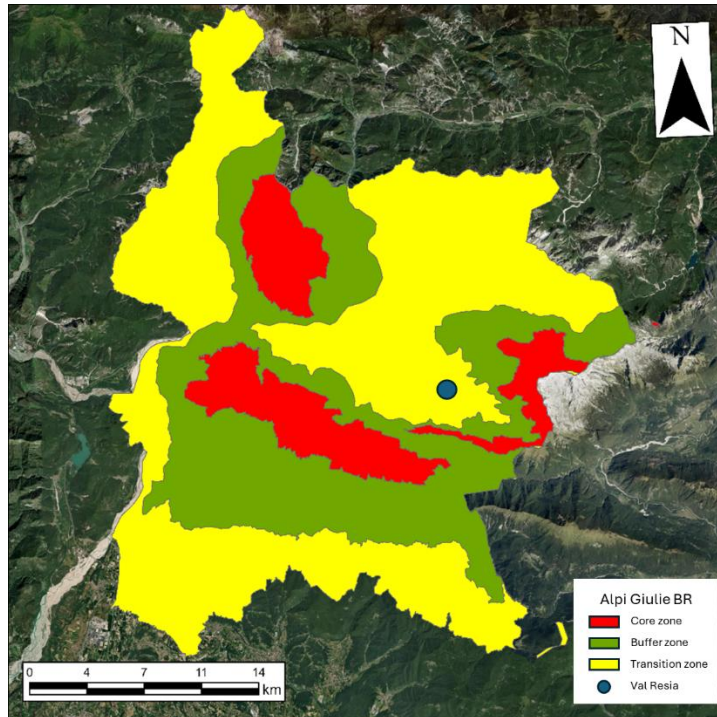 N
Alpi Giulie BR
Core zone
Buffer zone
Transition zone
Val Resia
0 4 7 11 14
km